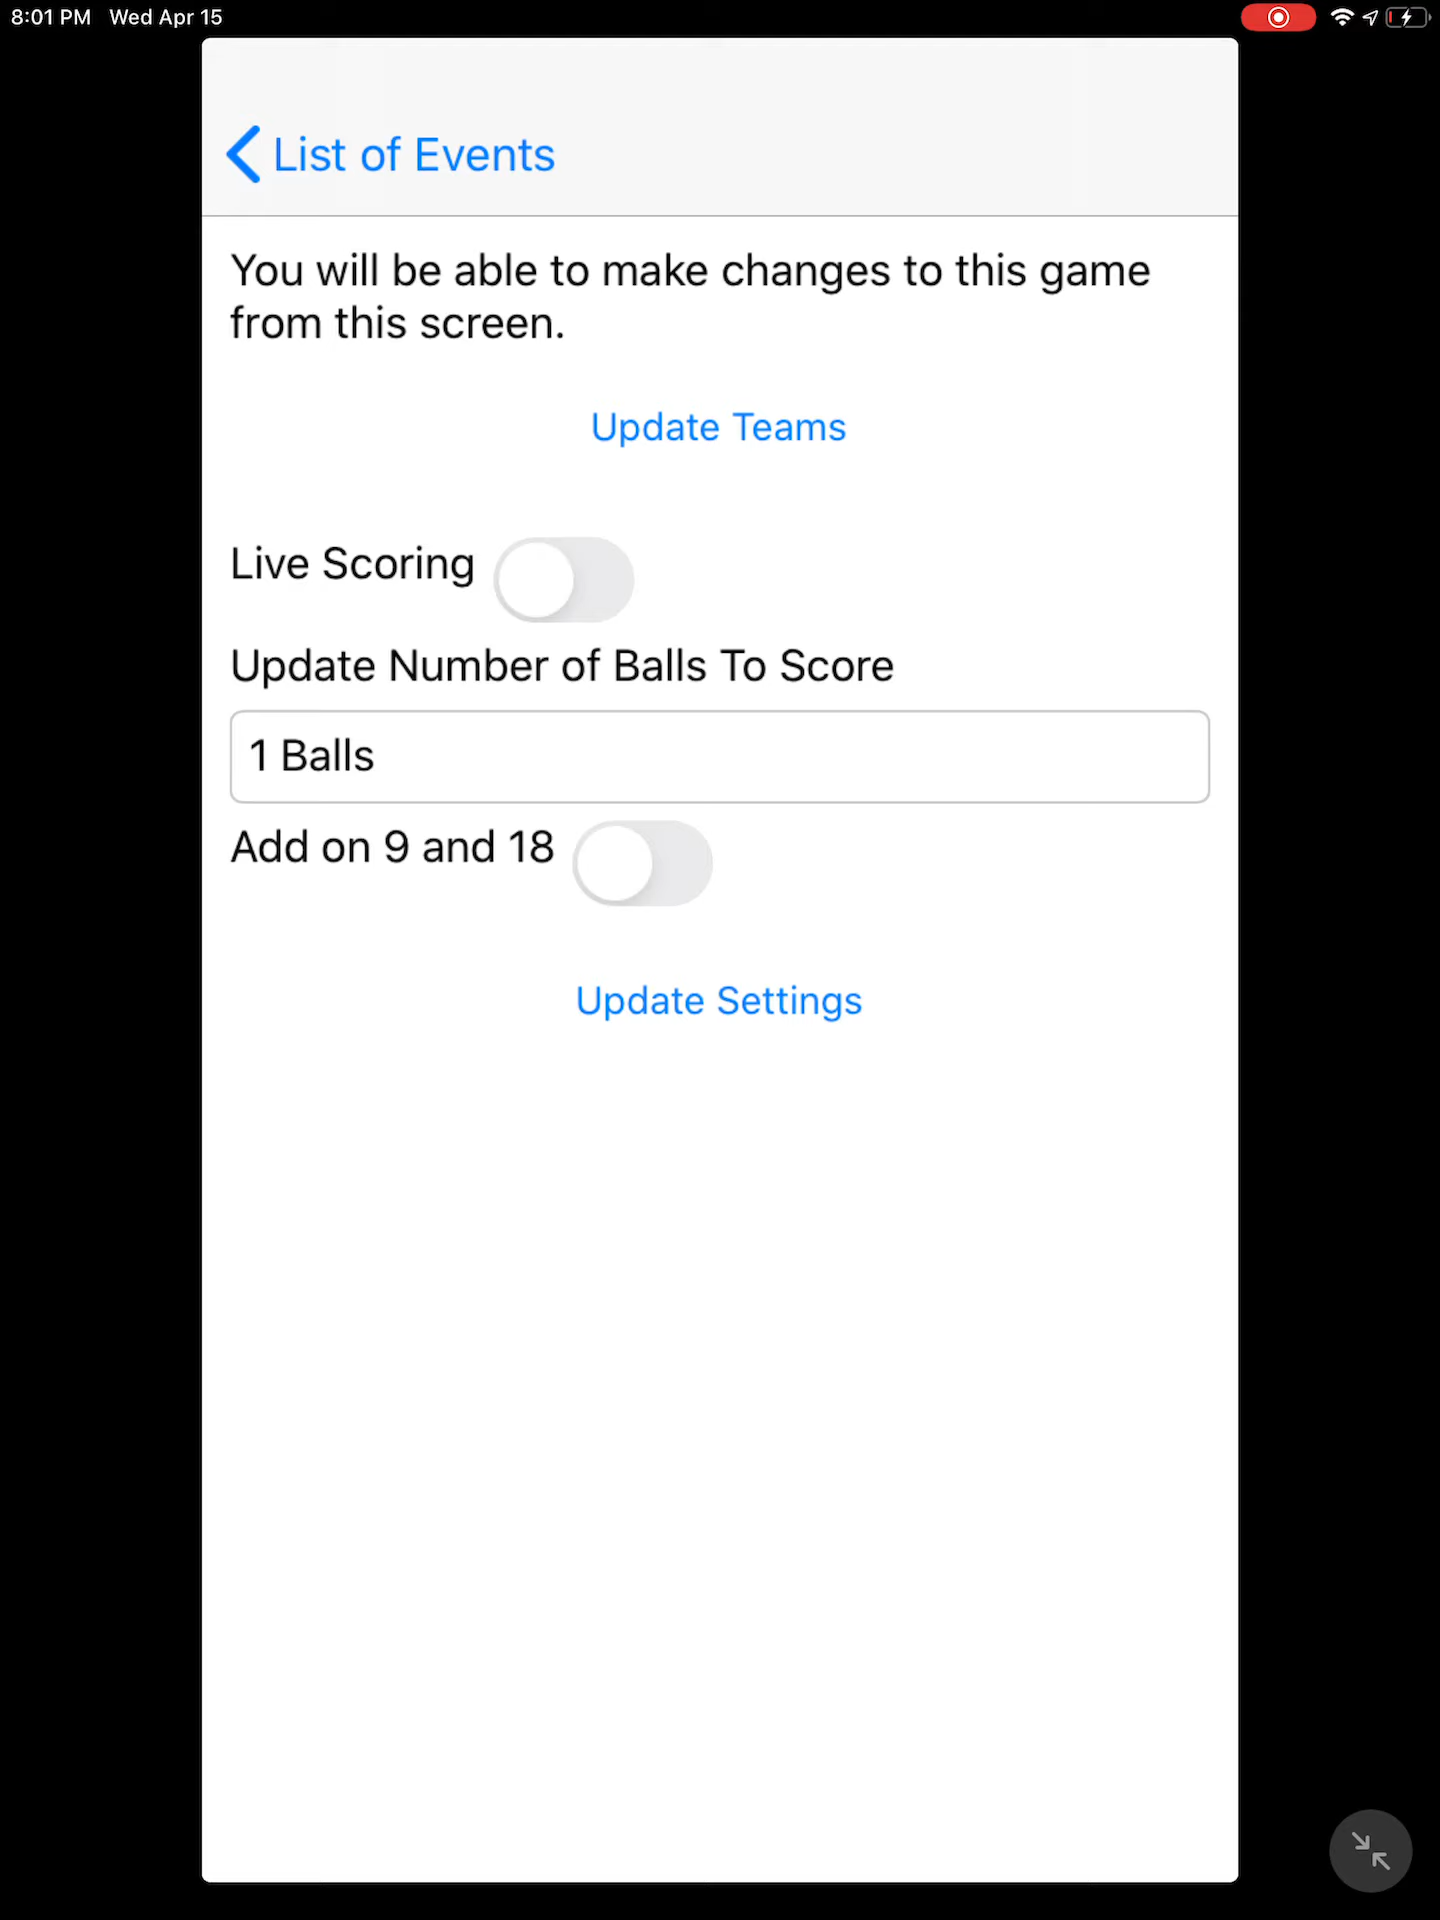 8:01 PM Wed Apr 15
List of Events
You will be able to make changes to this game
from this screen.
Update Teams
Live Scoring
Update Number of Balls To Score
1 Balls
Add on 9 and 18
Update Settings